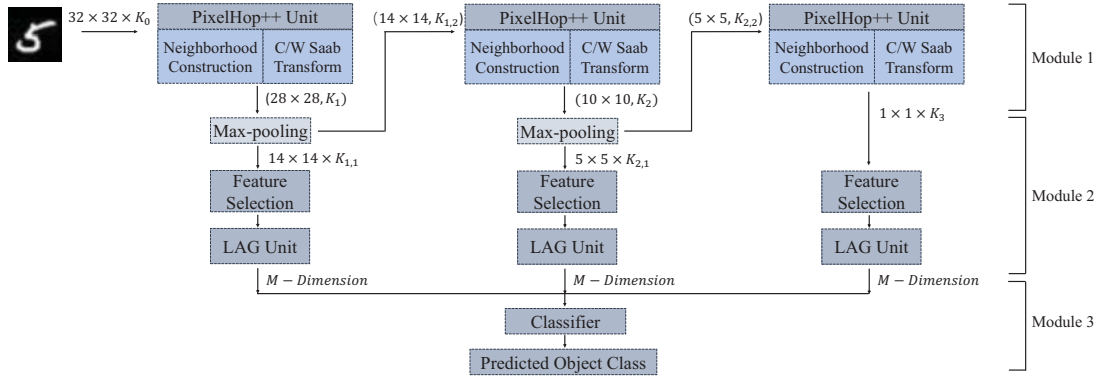 32 × 32 × K₀
PixelHop++ Unit
Neighborhood Construction
C/W Saab Transform
(14 × 14, K₁,₂)
PixelHop++ Unit
Neighborhood Construction
C/W Saab Transform
(5 × 5, K₂,₂)
PixelHop++ Unit
Neighborhood Construction
C/W Saab Transform
Module 1
(28 × 28, K₁)
(10 × 10, K₂)
1 × 1 × K₃
Max-pooling
Max-pooling
14 × 14 × K₁,₁
5 × 5 × K₂,₁
Feature Selection
Feature Selection
Feature Selection
Module 2
LAG Unit
LAG Unit
LAG Unit
M − Dimension
M − Dimension
M − Dimension
Classifier
Module 3
Predicted Object Class
5